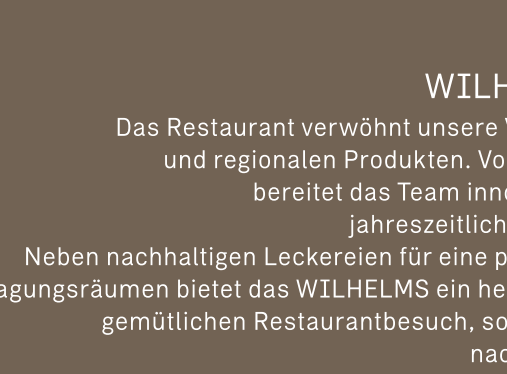 WILH
Das Restaurant verwöhnt unsere
und regionalen Produkten. Vo
bereitet das Team inn
jahreszeitlich
Neben nachhaltigen Leckereien für eine p
agungsräumen bietet das WILHELMS ein he
gemütlichen Restaurantbesuch, so
nac